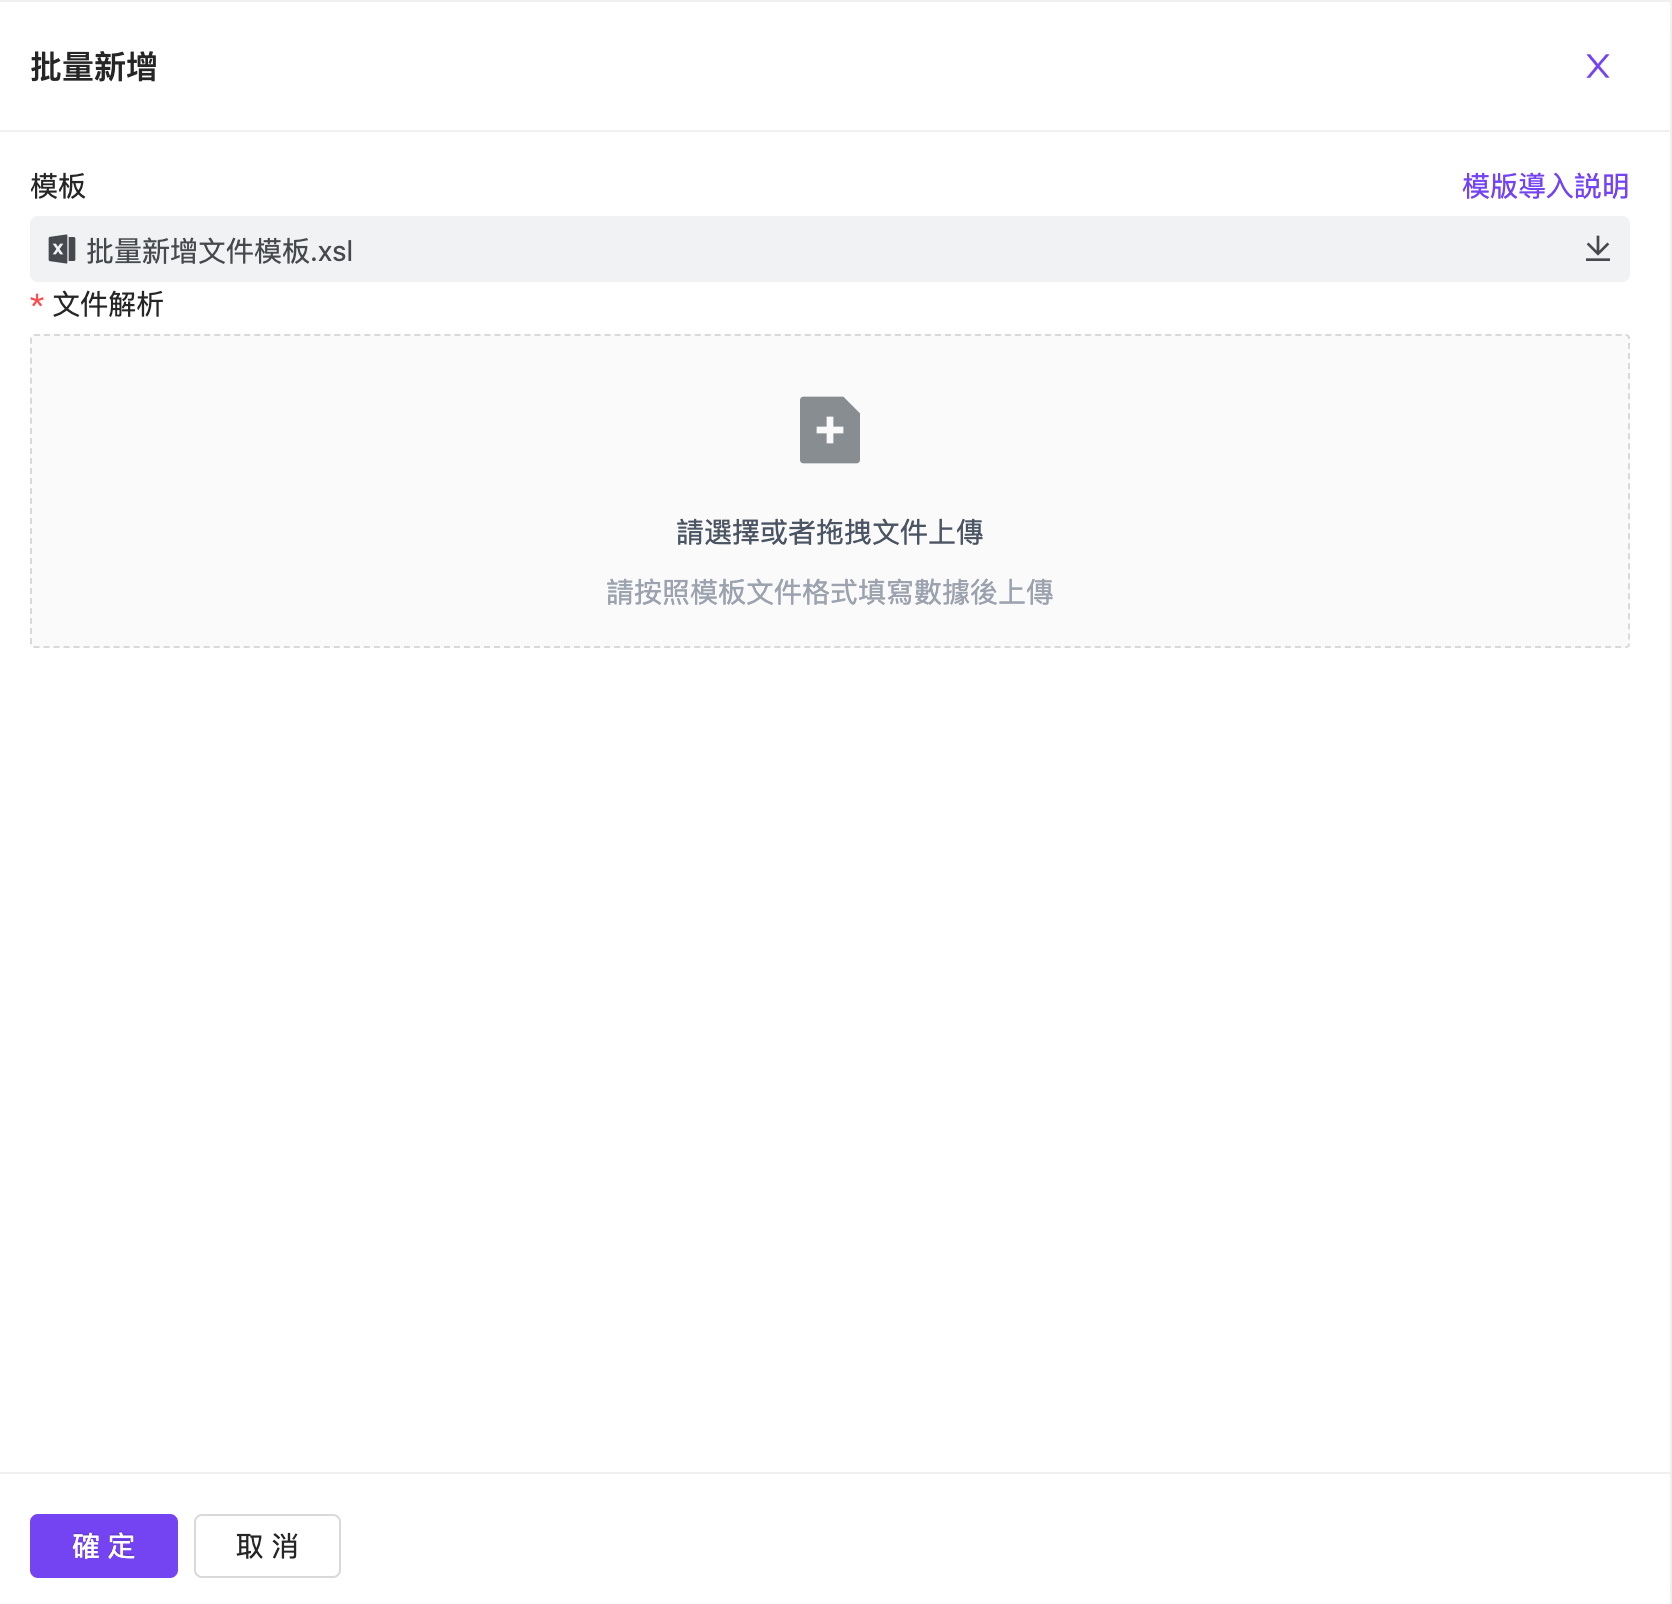 批量新增
模板
模版導入説明
批量新增文件模板.xsl
* 文件解析
請選擇或者拖拽文件上傳
請按照模板文件格式填寫數據後上傳
確定
取消